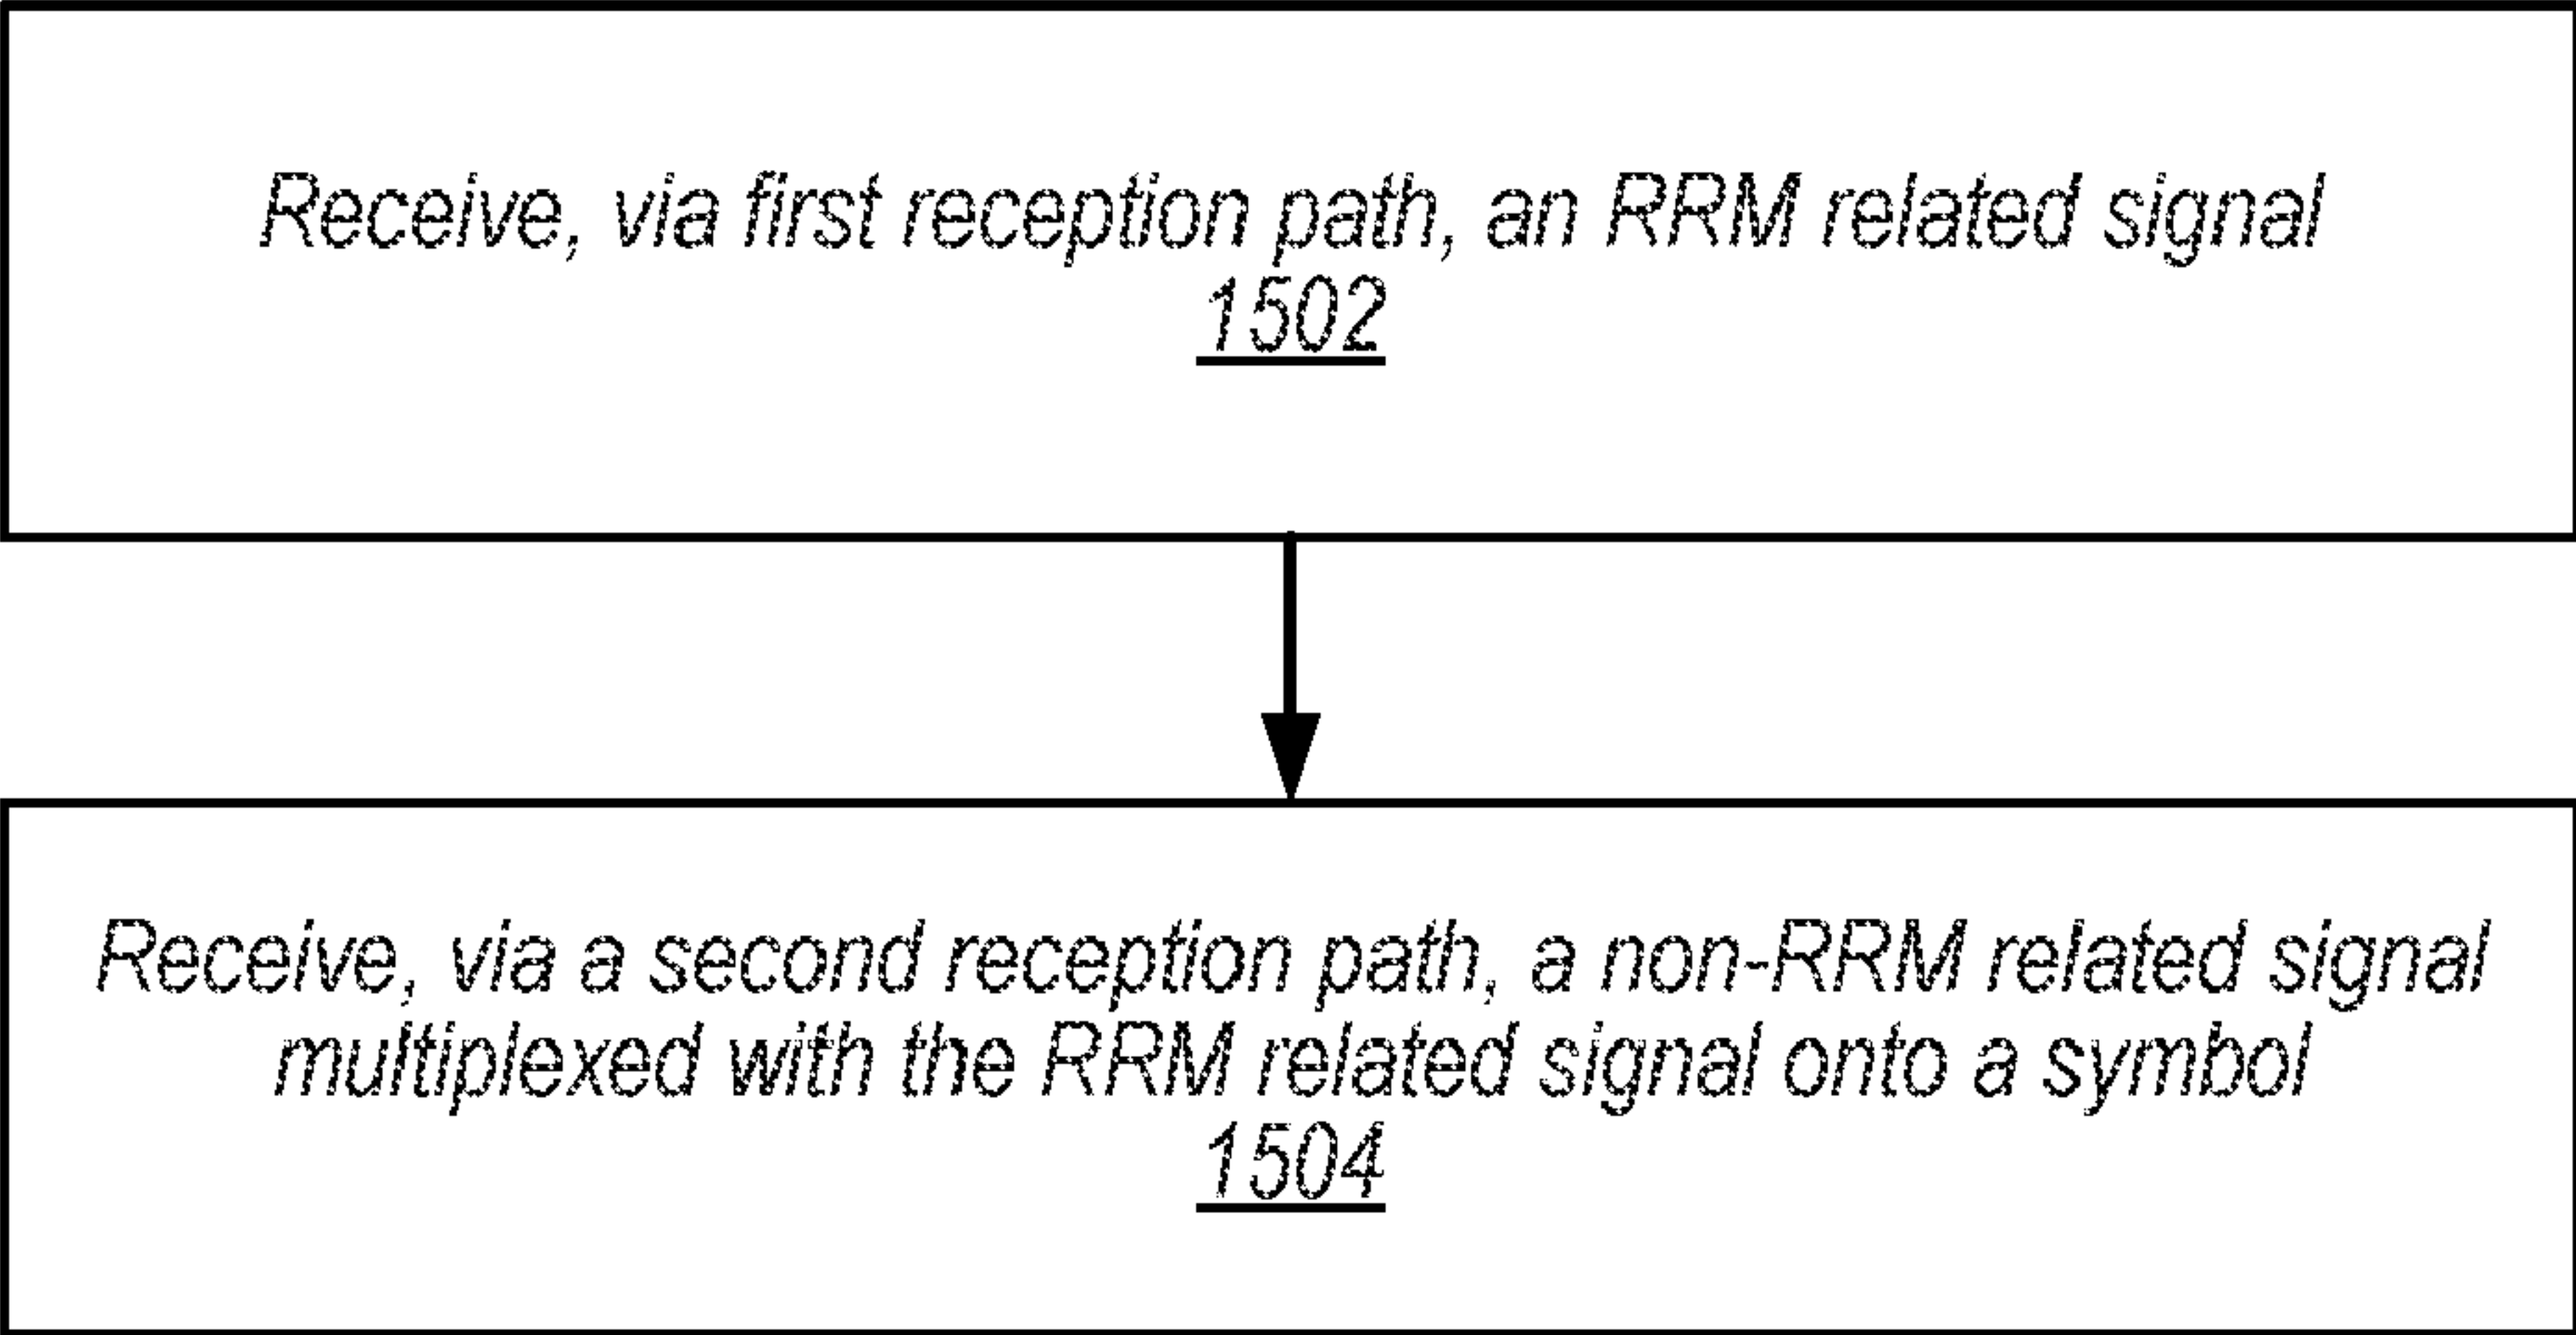 Receive, via first reception path, an RRM related signal
1502
Receive, via a second reception path, a non-RRM related signal
multiplexed with the RRM related signal onto a symbol
1504